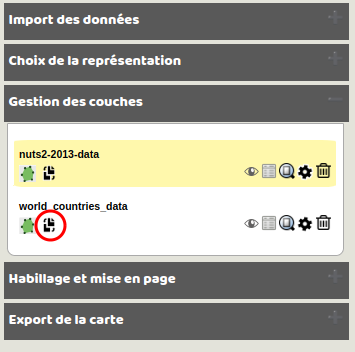 Import des données
Choix de la représentation
Gestion des couches
nuts2-2013-data
world_countries_data
Habillage et mise en page
Export de la carte